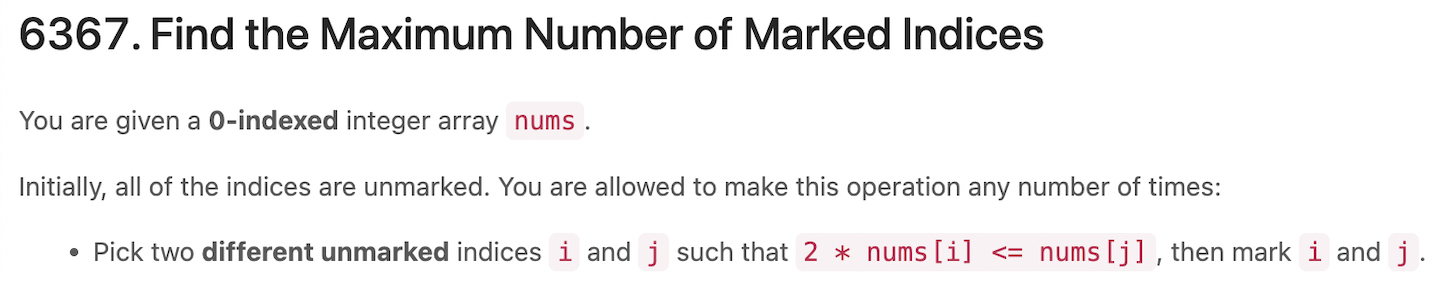 6367. Find the Maximum Number of Marked Indices
You are given a 0-indexed integer array nums.
Initially, all of the indices are unmarked. You are allowed to make this operation any number of times:
• Pick two different unmarked indices i and j such that 2 * nums[i] <= nums[j], then mark i and j.